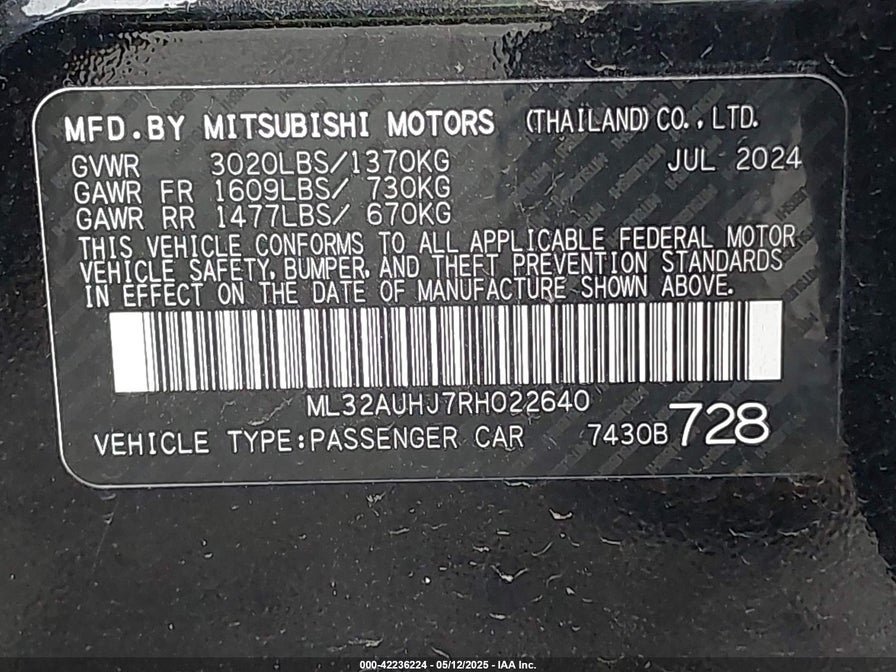 MFD.BY MITSUBISHI MOTORS (THAILAND) CO., LTD.
GVWR 3020LBS/1370KG JUL 2024
GAWR FR 1609LBS/ 730KG
GAWR RR 1477LBS/ 670KG
THIS VEHICLE CONFORMS TO ALL APPLICABLE FEDERAL MOTOR
VEHICLE SAFETY, BUMPER, AND THEFT PREVENTION STANDARDS
IN EFFECT ON THE DATE OF MANUFACTURE SHOWN ABOVE.
ML32AUHJ7RH022640
VEHICLE TYPE:PASSENGER CAR 7430B 728
000-42236224 - 05/12/2025 - IAA Inc.